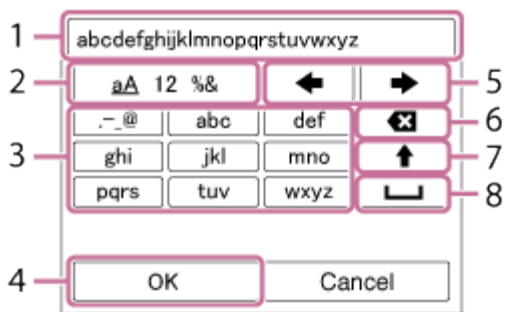 1 abcdefghijklmnopqrstuvwxyz
2 aA 12 %& 5
.-_@ abc def 6
3 ghi jkl mno 7
pqrs tuv wxyz 8
4 OK Cancel